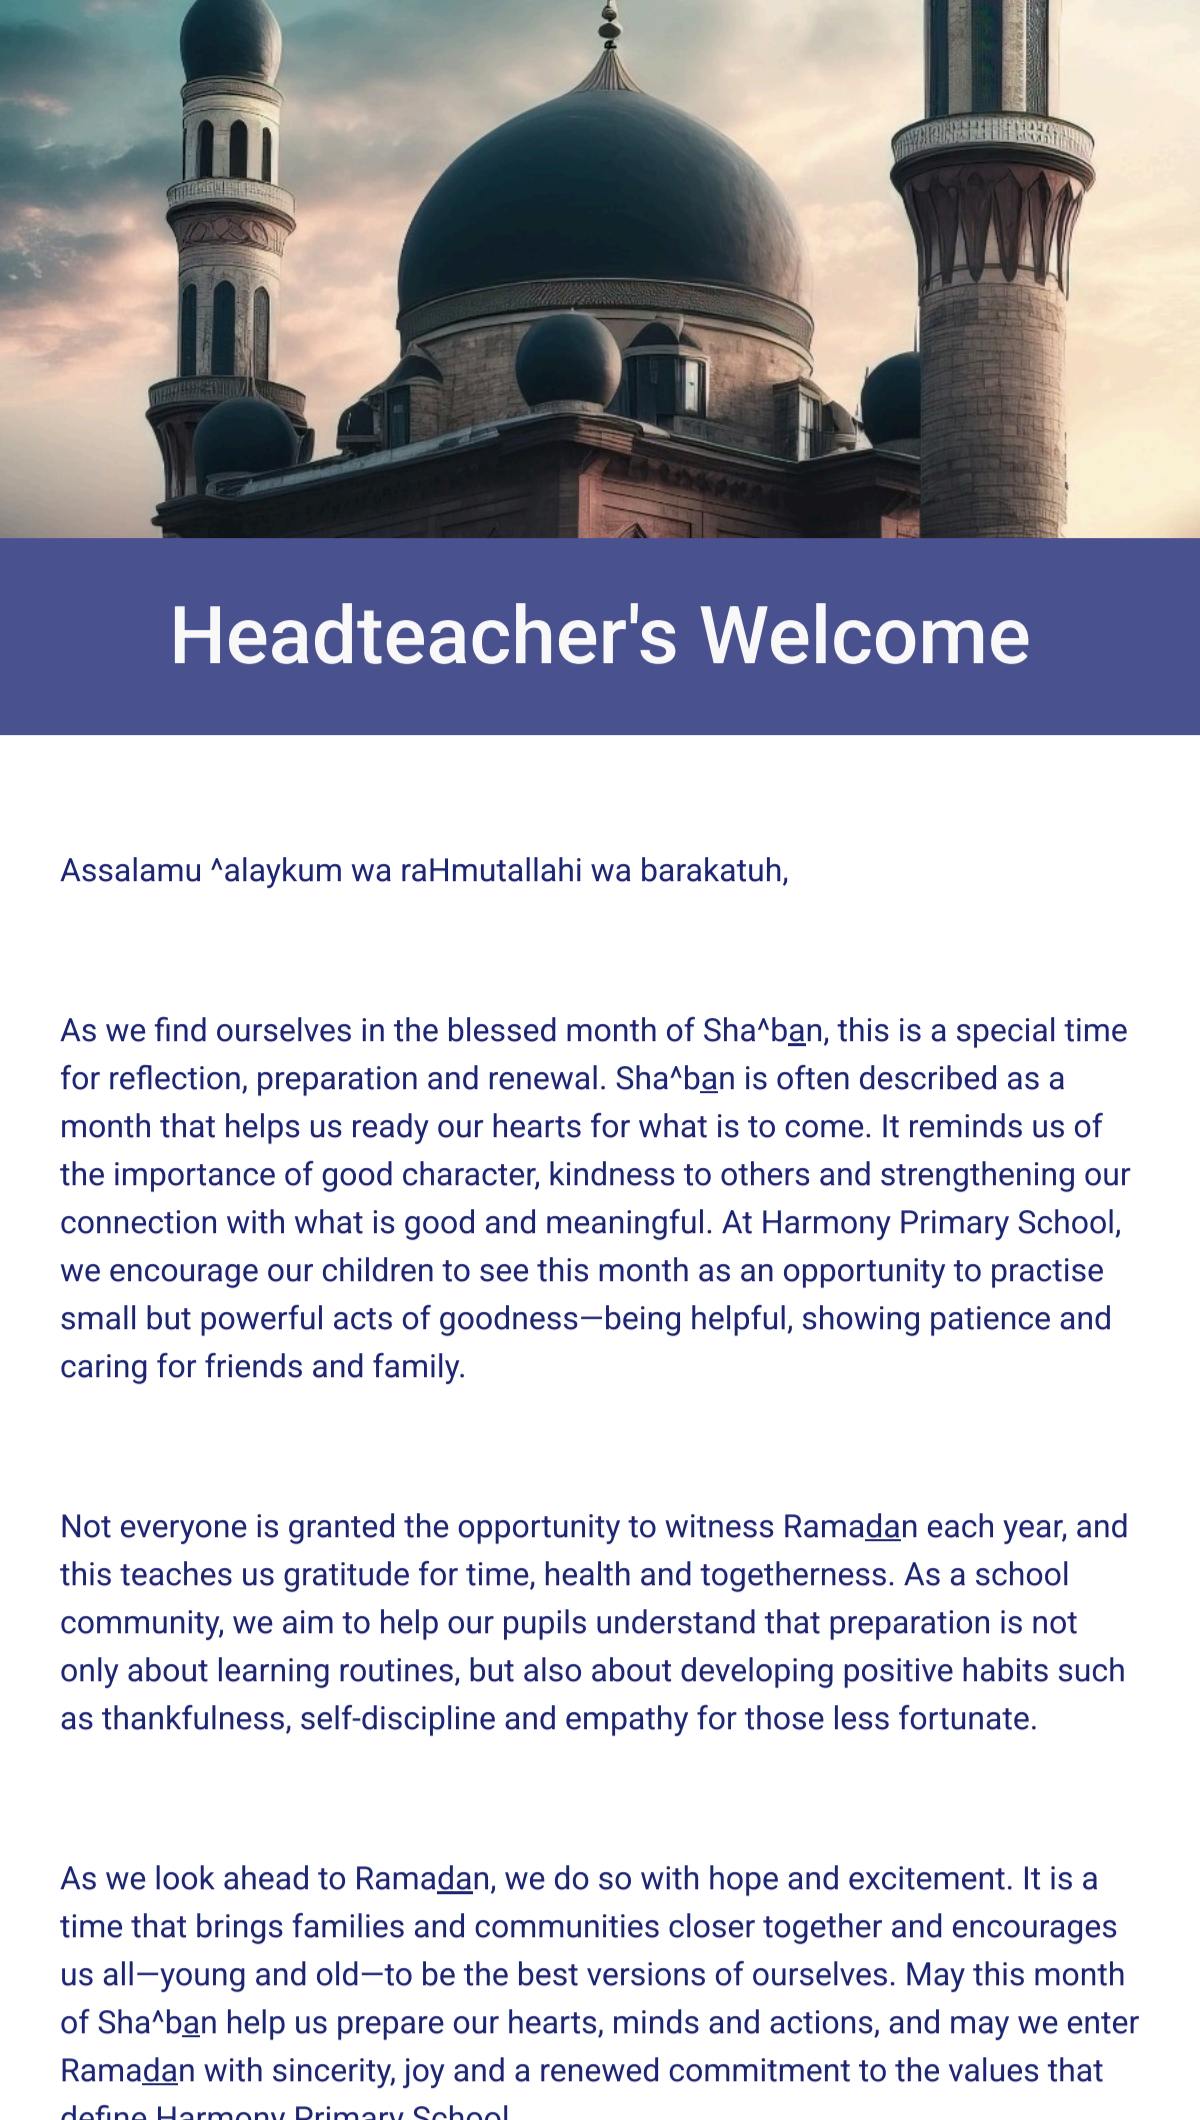 Headteacher's Welcome
Assalamu ^alaykum wa raHmutallahi wa barakatuh,
As we find ourselves in the blessed month of Sha^ban, this is a special time
for reflection, preparation and renewal. Sha^ban is often described as a
month that helps us ready our hearts for what is to come. It reminds us of
the importance of good character, kindness to others and strengthening our
connection with what is good and meaningful. At Harmony Primary School,
we encourage our children to see this month as an opportunity to practise
small but powerful acts of goodness—being helpful, showing patience and
caring for friends and family.
Not everyone is granted the opportunity to witness Ramadan each year, and
this teaches us gratitude for time, health and togetherness. As a school
community, we aim to help our pupils understand that preparation is not
only about learning routines, but also about developing positive habits such
as thankfulness, self-discipline and empathy for those less fortunate.
As we look ahead to Ramadan, we do so with hope and excitement. It is a
time that brings families and communities closer together and encourages
us all—young and old—to be the best versions of ourselves. May this month
of Sha^ban help us prepare our hearts, minds and actions, and may we enter
Ramadan with sincerity, joy and a renewed commitment to the values that
define Harmony Primary School.